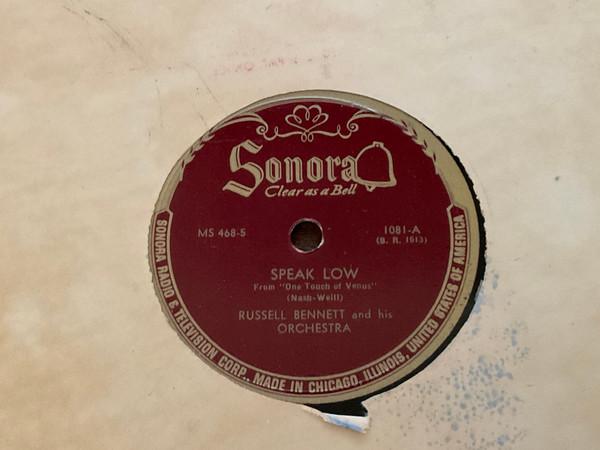 Sonora
Clear as a Bell
MS 468-5
1081-A
(B. R. 1613)
SPEAK LOW
From "One Touch of Venus"
(Nash-Weill)
RUSSELL BENNETT and his
ORCHESTRA
SONORA RADIO & TELEVISION CORP., MADE IN CHICAGO, ILLINOIS, UNITED STATES OF AMERICA